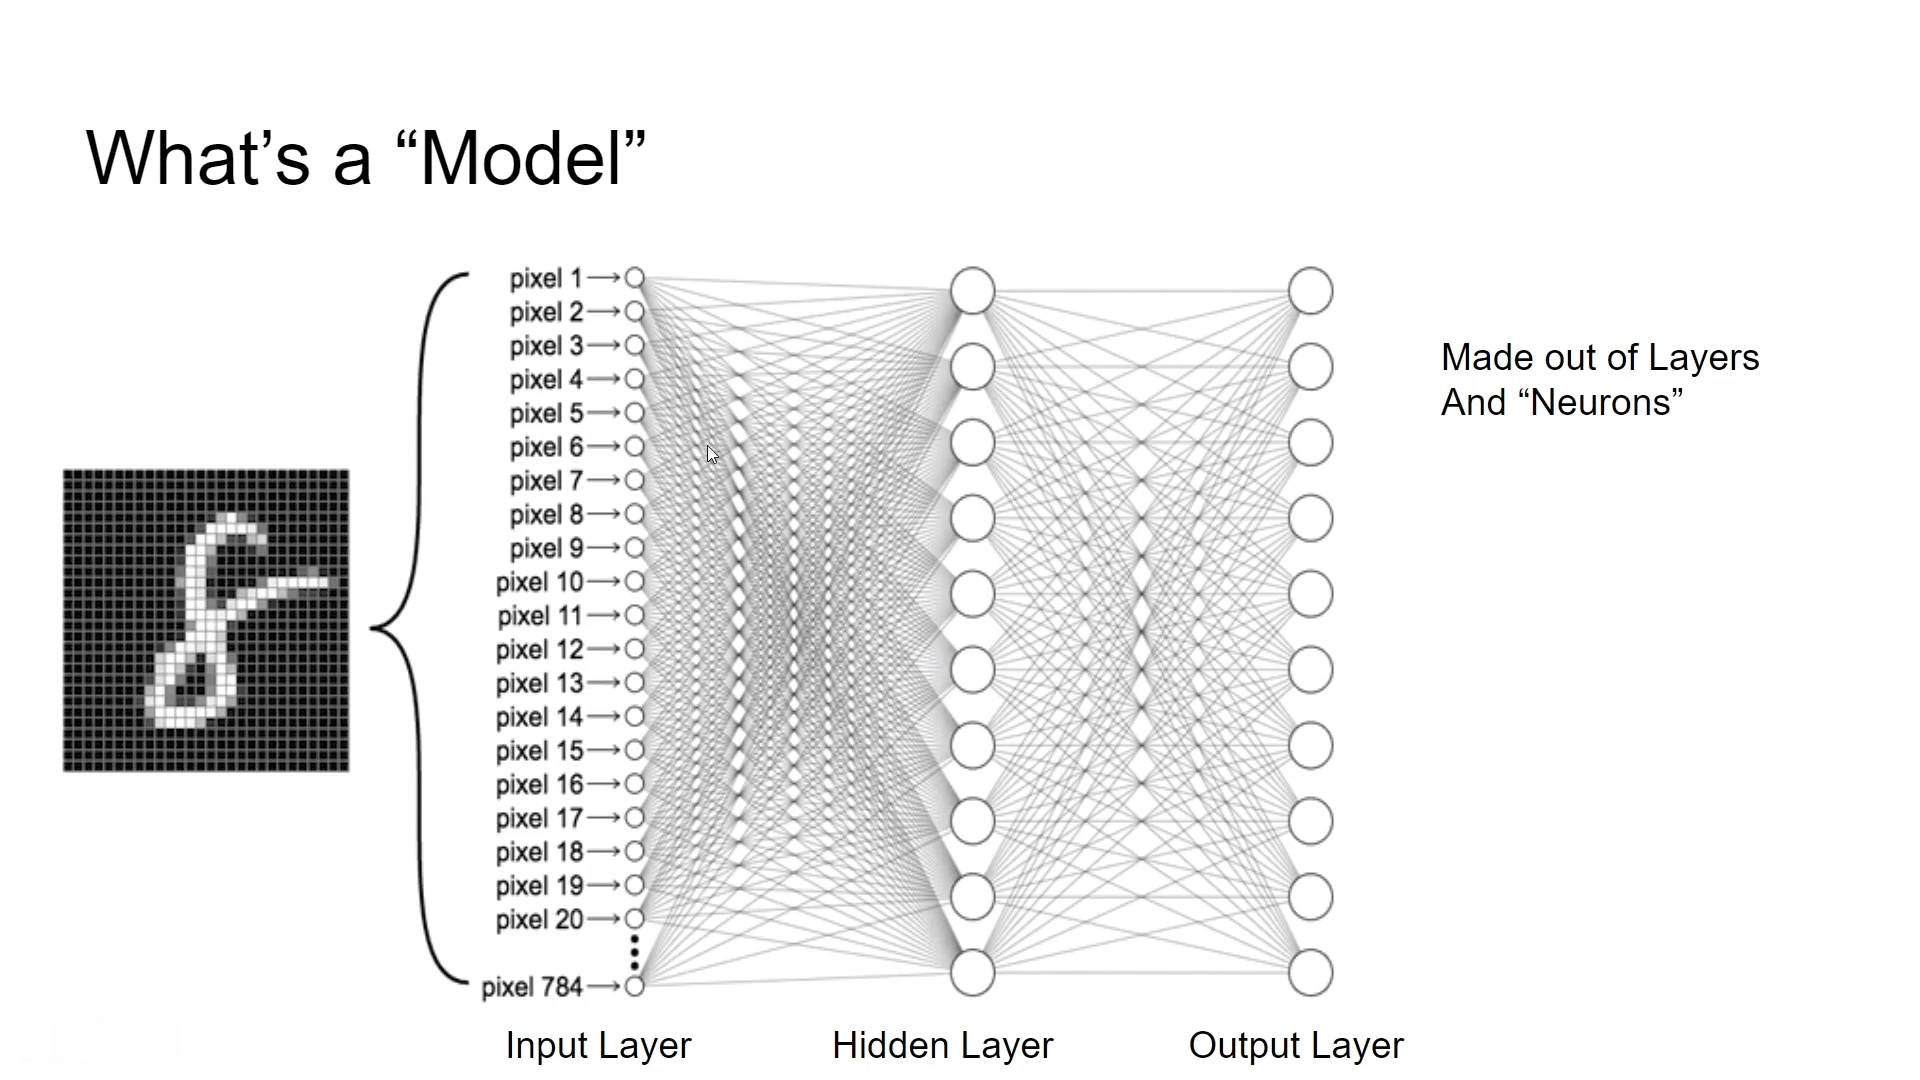 What’s a “Model”
pixel 1
pixel 2
pixel 3
pixel 4
pixel 5
pixel 6
pixel 7
pixel 8
pixel 9
pixel 10
pixel 11
pixel 12
pixel 13
pixel 14
pixel 15
pixel 16
pixel 17
pixel 18
pixel 19
pixel 20
pixel 784
Input Layer
Hidden Layer
Output Layer
Made out of Layers
And “Neurons”